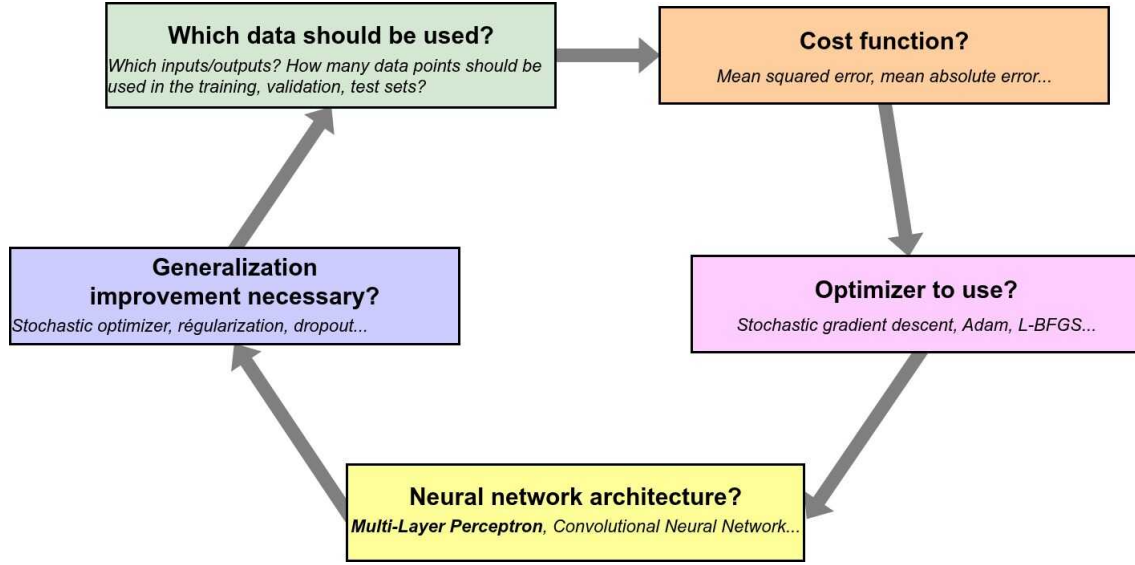 Which data should be used?
Which inputs/outputs? How many data points should be
used in the training, validation, test sets?
Cost function?
Mean squared error, mean absolute error...
Optimizer to use?
Stochastic gradient descent, Adam, L-BFGS...
Neural network architecture?
Multi-Layer Perceptron, Convolutional Neural Network...
Generalization
improvement necessary?
Stochastic optimizer, régularization, dropout...